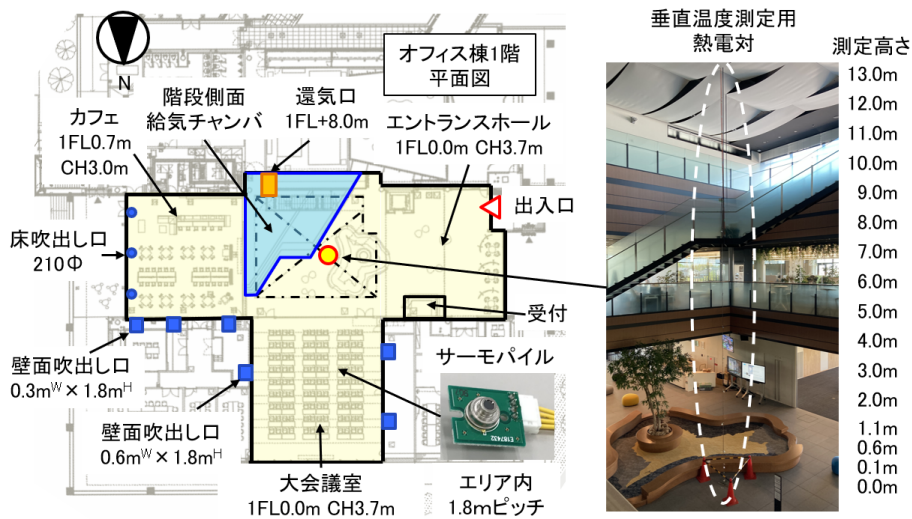 垂直温度測定用
熱電対
測定高さ
オフィス棟1階
平面図
N
カフェ
1FL0.7m
CH3.0m
階段側面
給気チャンバ
還気口
1FL+8.0m
エントランスホール
1FL0.0m CH3.7m
出入口
床吹出し口
210Φ
受付
壁面吹出し口
0.3mᵂ×1.8mᴴ
サーモパイル
E187432
壁面吹出し口
0.6mᵂ×1.8mᴴ
大会議室
1FL0.0m CH3.7m
エリア内
1.8mピッチ
13.0m
12.0m
11.0m
10.0m
9.0m
8.0m
7.0m
6.0m
5.0m
4.0m
3.0m
2.0m
1.1m
0.6m
0.1m
0.0m